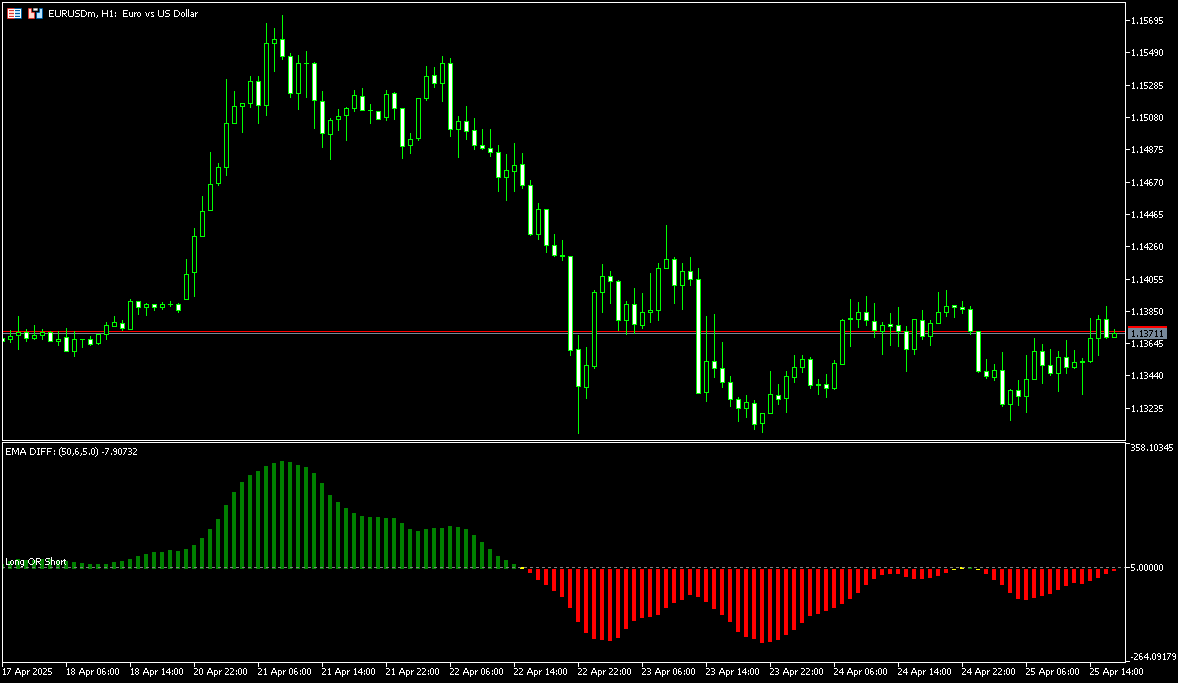 EURUSDm, H1: Euro vs US Dollar
1.15695
1.15490
1.15285
1.15080
1.14875
1.14670
1.14465
1.14260
1.14055
1.13850
1.13711
1.13645
1.13440
1.13235
EMA DIFF: (50,6,5.0) -7.90732
358.10345
Long OR Short
5.00000
-264.09179
17 Apr 2025
18 Apr 06:00
18 Apr 14:00
20 Apr 22:00
21 Apr 06:00
21 Apr 14:00
21 Apr 22:00
22 Apr 06:00
22 Apr 14:00
22 Apr 22:00
23 Apr 06:00
23 Apr 14:00
23 Apr 22:00
24 Apr 06:00
24 Apr 14:00
24 Apr 22:00
25 Apr 06:00
25 Apr 14:00